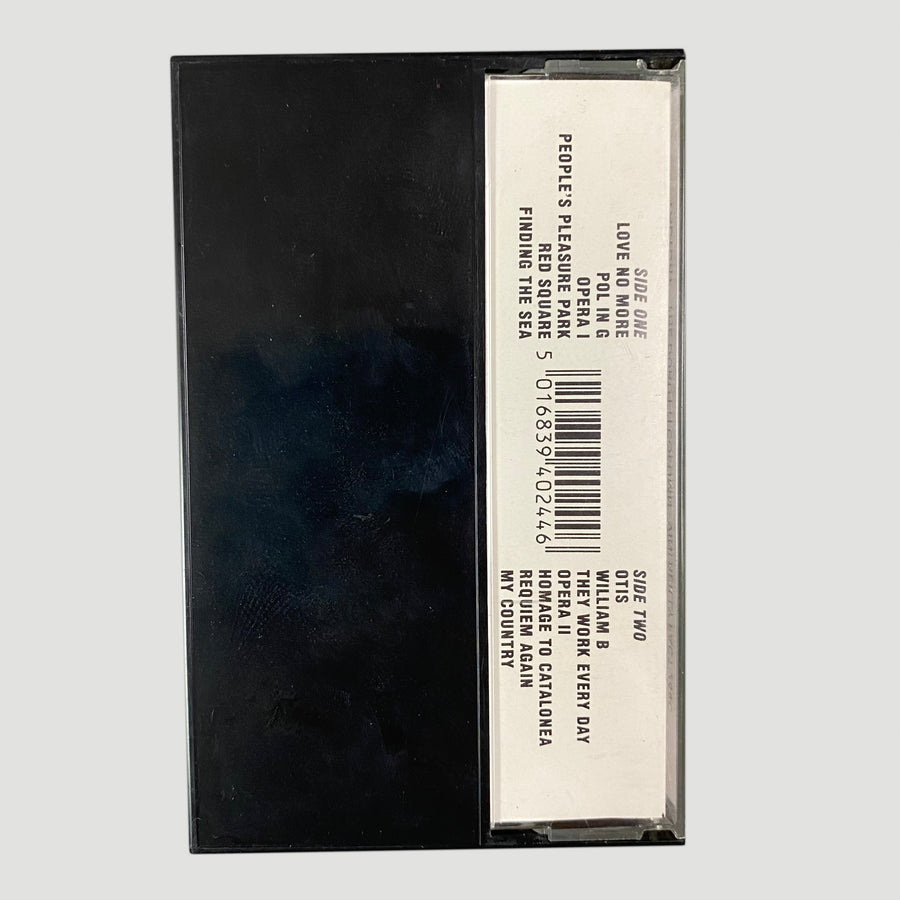 SIDE ONE
LOVE NO MORE
POL IN G
OPERA I
PEOPLE'S PLEASURE PARK
RED SQUARE
FINDING THE SEA
5 016839 402446
SIDE TWO
OTIS
WILLIAM B
THEY WORK EVERY DAY
OPERA II
HOMAGE TO CATALONEA
REQUIEM AGAIN
MY COUNTRY